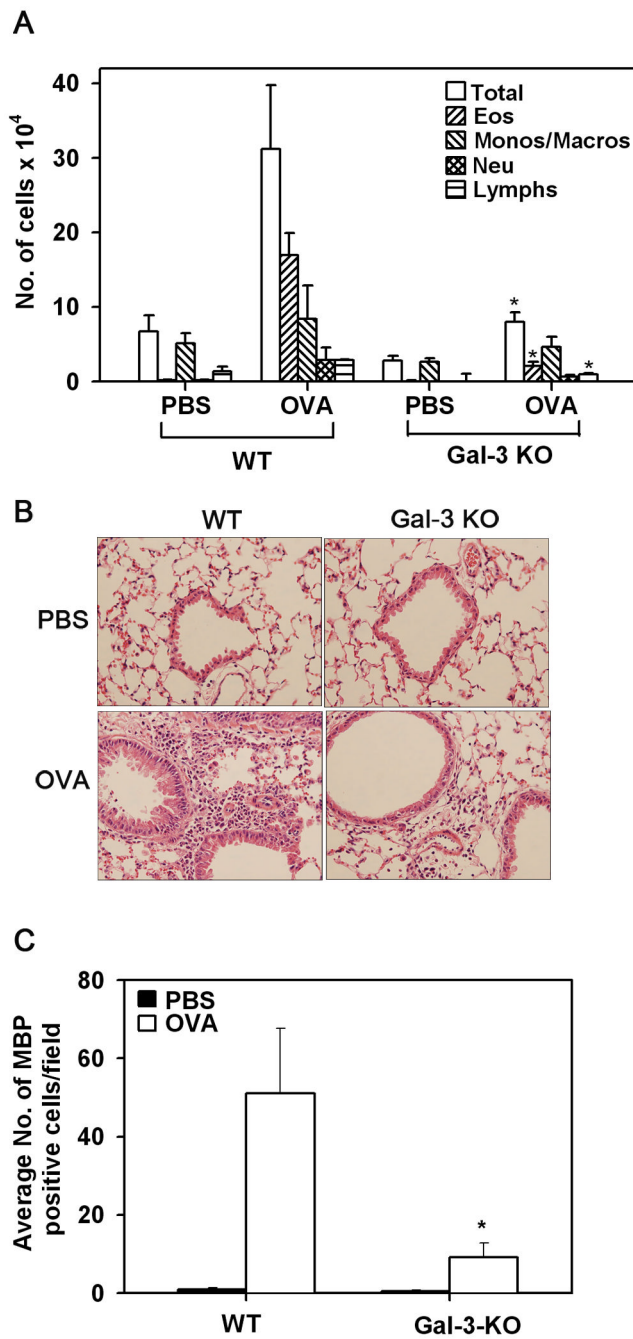 A
No. of cells x 10⁴
40
30
20
10
0
Total
Eos
Monos/Macros
Neu
Lymphs
*
*
*
PBS
OVA
PBS
OVA
WT
Gal-3 KO
B
WT
Gal-3 KO
PBS
OVA
C
Average No. of MBP
positive cells/field
80
60
40
20
0
PBS
OVA
*
WT
Gal-3-KO